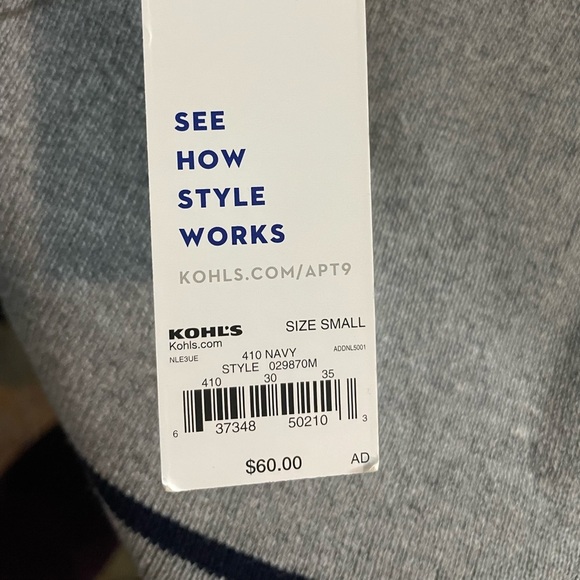 SEE
HOW
STYLE
WORKS
KOHLS.COM/APT9
KOHL'S SIZE SMALL
Kohls.com
NLE3UE 410 NAVY ADONL5001
STYLE 029870M
410 30 35
6 37348 50210 3
$60.00 AD